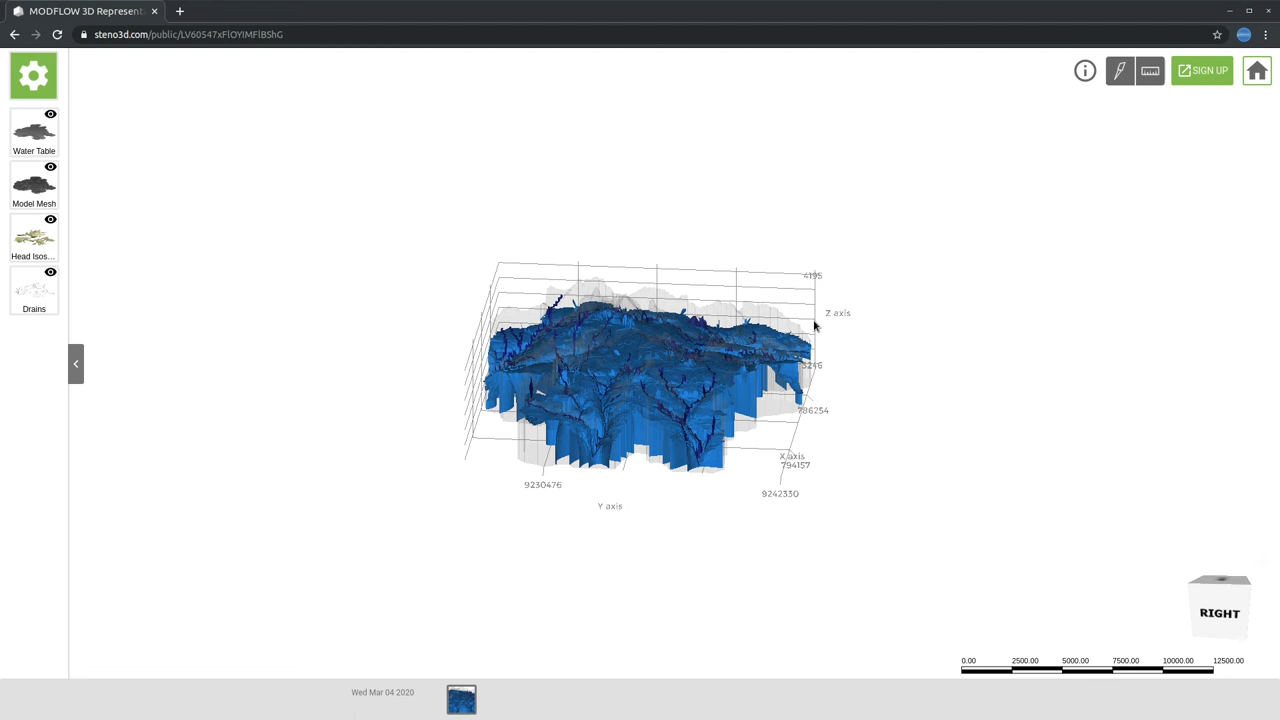 MODFLOW 3D Represent
steno3d.com/public/LV60547xFlOYIMFlBShG
SIGN UP
Water Table
Model Mesh
Head Isos...
Drains
4195
Z axis
3246
786254
X axis
794157
9230476
9242330
Y axis
RIGHT
0.00 2500.00 5000.00 7500.00 10000.00 12500.00
Wed Mar 04 2020